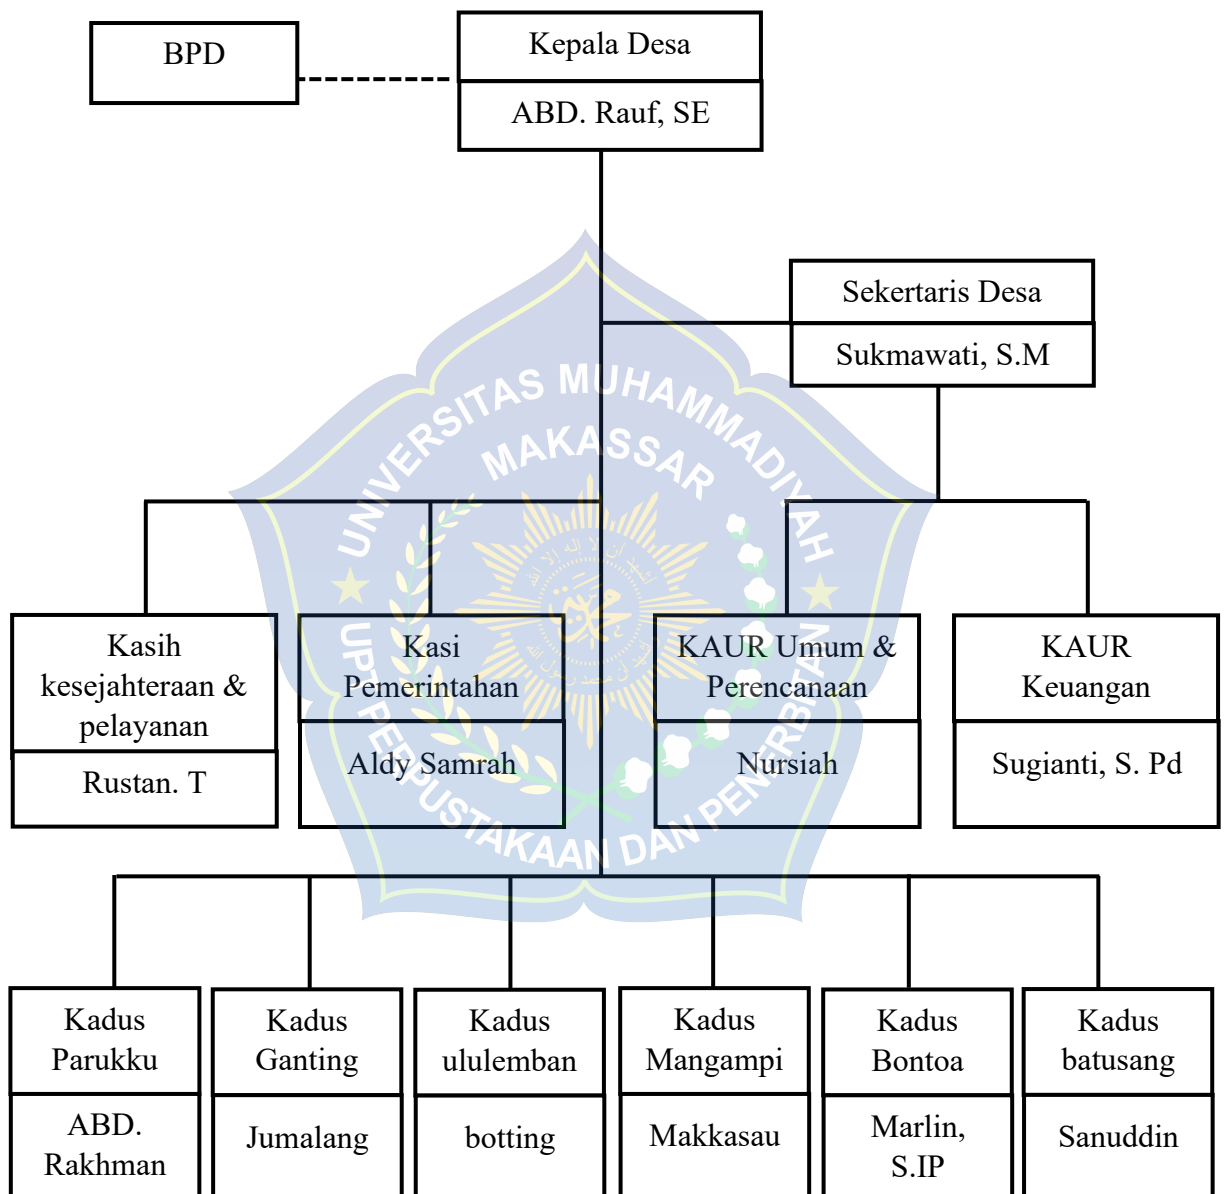 BPD
Kepala Desa
ABD. Rauf, SE
Sekertaris Desa
Sukmawati, S.M
UNIVERSITAS MUHAMMADIYAH
MAKASSAR
UPT PERPUSTAKAAN DAN PENERBITAN
Kasih
kesejahteraan &
pelayanan
Rustan. T
Kasi
Pemerintahan
Aldy Samrah
KAUR Umum &
Perencanaan
Nursiah
KAUR
Keuangan
Sugianti, S. Pd
Kadus
Parukku
ABD.
Rakhman
Kadus
Ganting
Jumalang
Kadus
ululemban
botting
Kadus
Mangampi
Makkasau
Kadus
Bontoa
Marlin,
S.IP
Kadus
batusang
Sanuddin